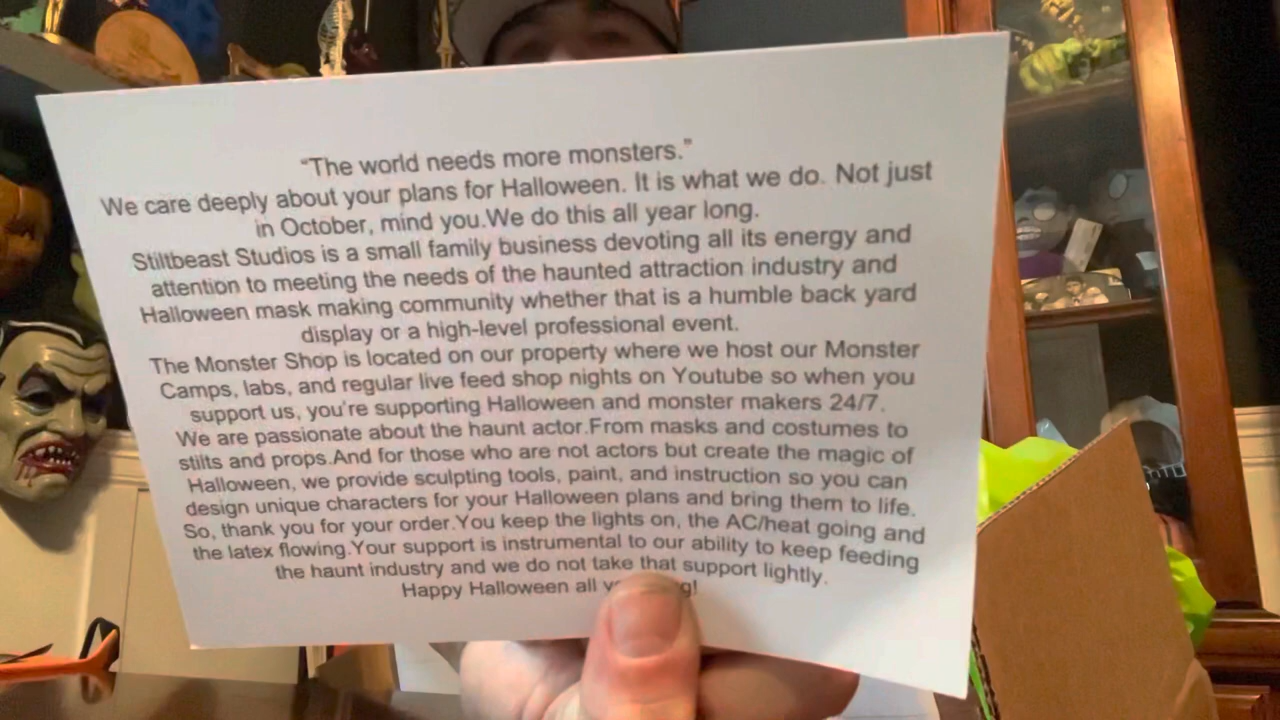 “The world needs more monsters.”
We care deeply about your plans for Halloween. It is what we do. Not just
in October, mind you.We do this all year long.
Stiltbeast Studios is a small family business devoting all its energy and
attention to meeting the needs of the haunted attraction industry and
Halloween mask making community whether that is a humble back yard
display or a high-level professional event.
The Monster Shop is located on our property where we host our Monster
Camps, labs, and regular live feed shop nights on Youtube so when you
support us, you’re supporting Halloween and monster makers 24/7.
We are passionate about the haunt actor.From masks and costumes to
stilts and props.And for those who are not actors but create the magic of
Halloween, we provide sculpting tools, paint, and instruction so you can
design unique characters for your Halloween plans and bring them to life.
So, thank you for your order.You keep the lights on, the AC/heat going and
the latex flowing.Your support is instrumental to our ability to keep feeding
the haunt industry and we do not take that support lightly.
Happy Halloween all